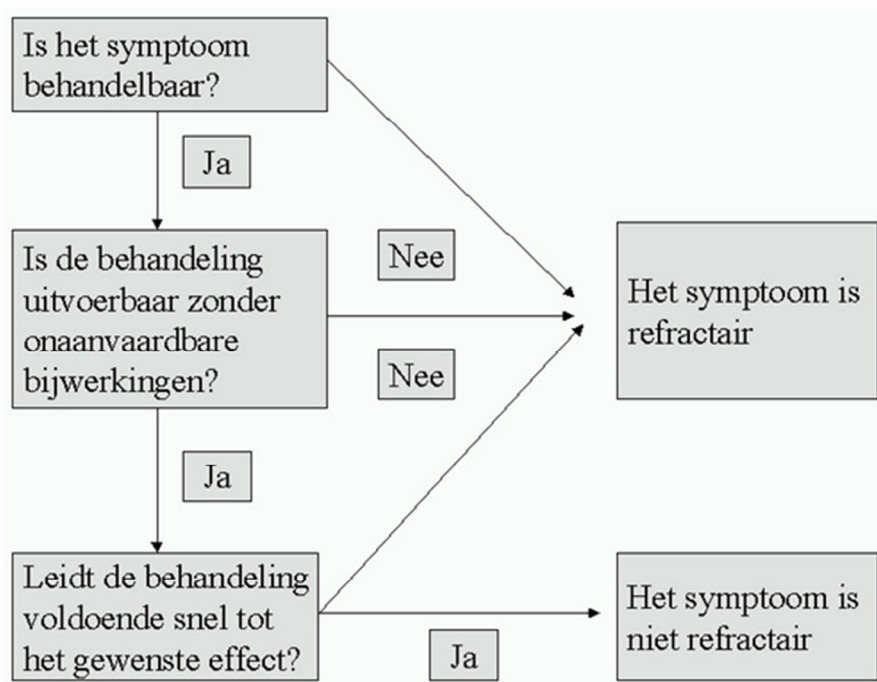 Is het symptoom
behandelbaar?
Ja
Is de behandeling
uitvoerbaar zonder
onaanvaardbare
bijwerkingen?
Nee
Nee
Het symptoom is
refractair
Ja
Leidt de behandeling
voldoende snel tot
het gewenste effect?
Ja
Het symptoom is
niet refractair